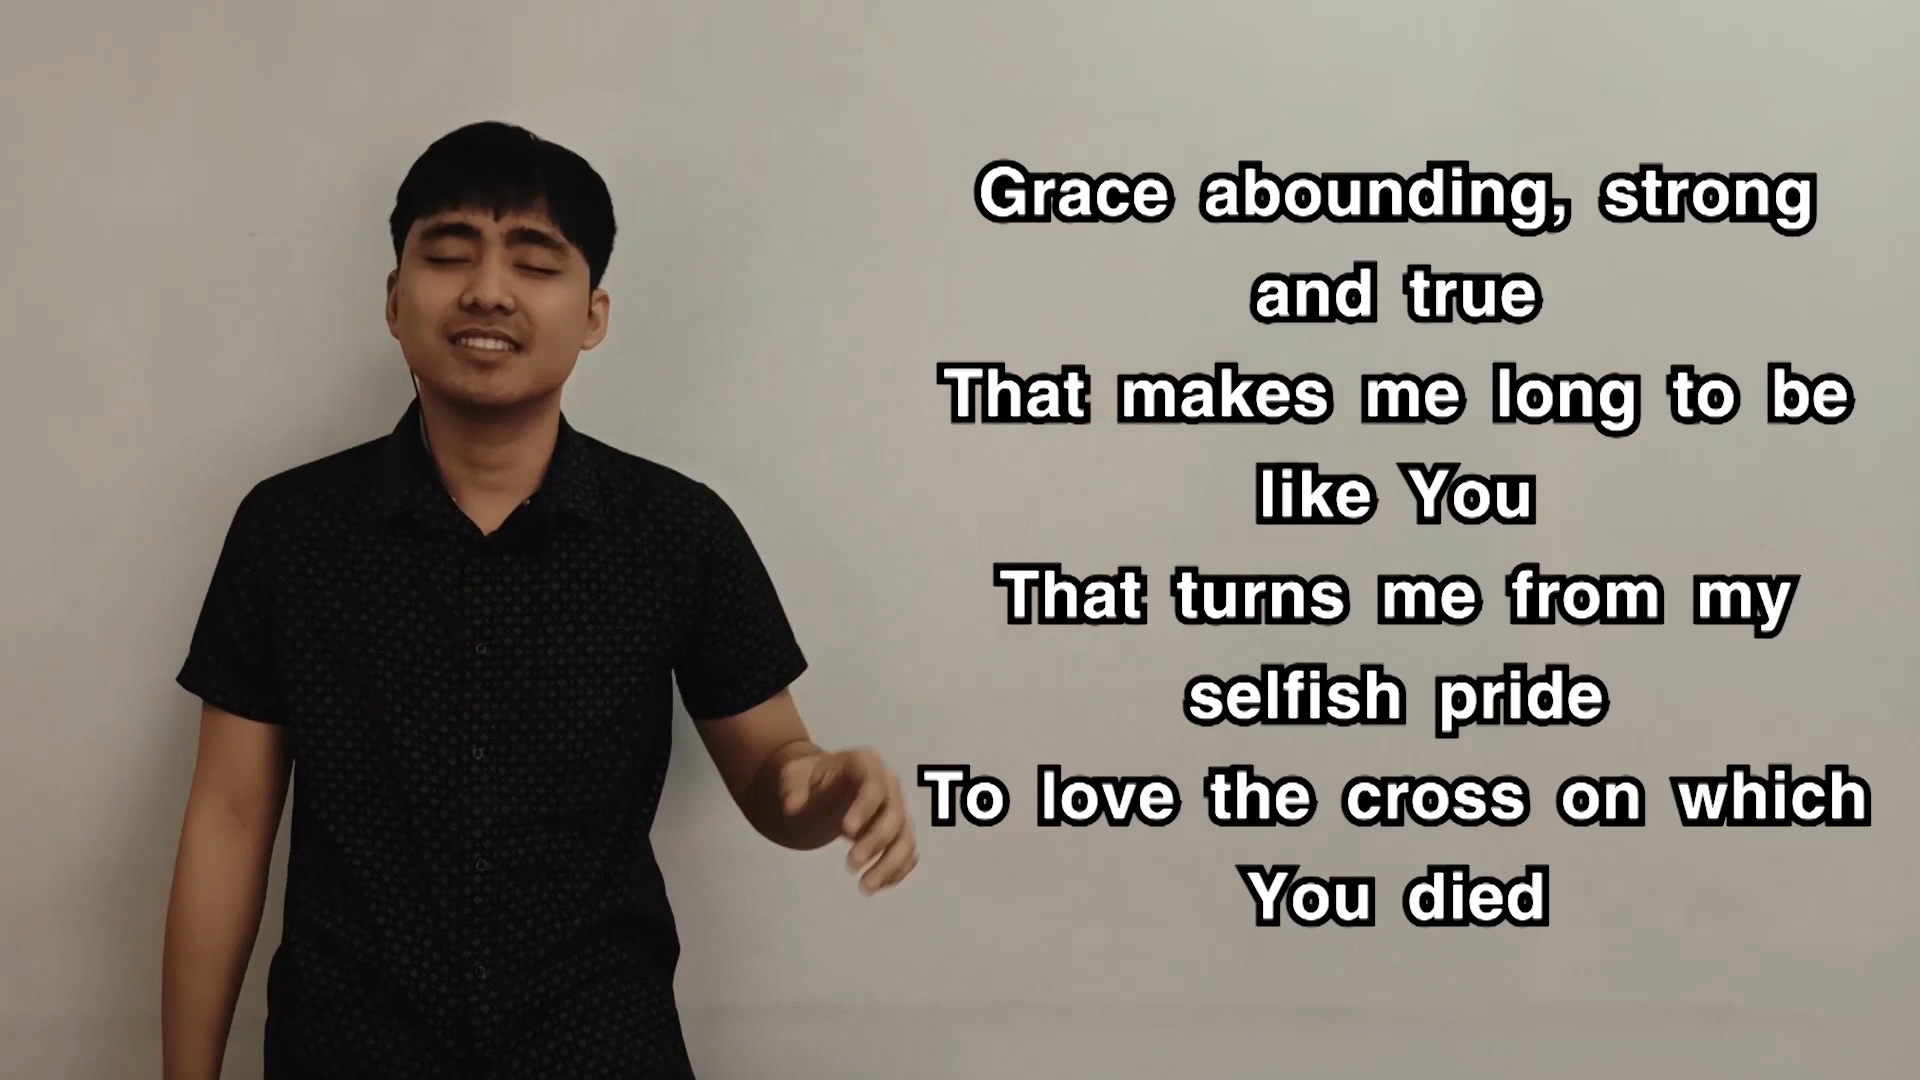 Grace abounding, strong
and true
That makes me long to be
like You
That turns me from my
selfish pride
To love the cross on which
You died